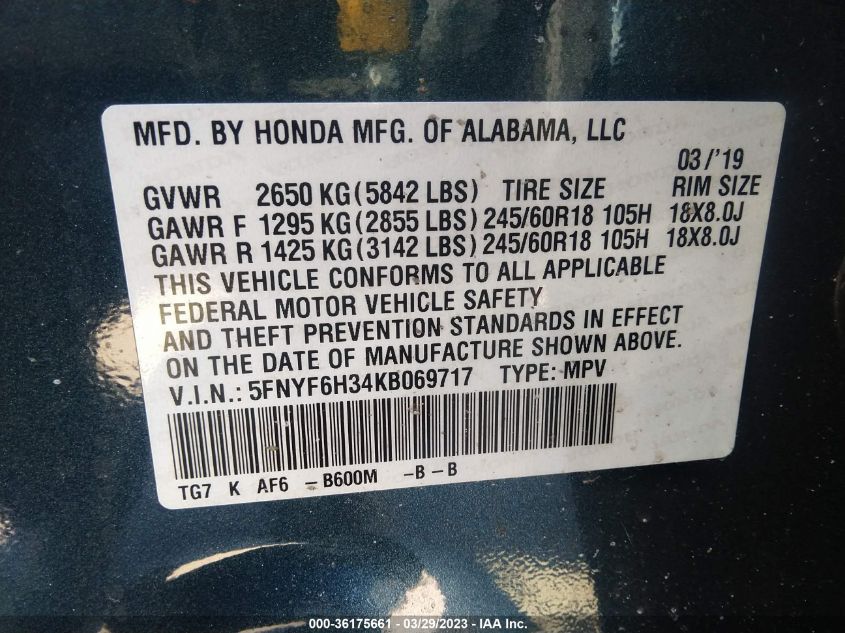 MFD. BY HONDA MFG. OF ALABAMA, LLC
03/'19
GVWR 2650 KG(5842 LBS) TIRE SIZE RIM SIZE
GAWR F 1295 KG(2855 LBS) 245/60R18 105H 18X8.0J
GAWR R 1425 KG(3142 LBS) 245/60R18 105H 18X8.0J
THIS VEHICLE CONFORMS TO ALL APPLICABLE
FEDERAL MOTOR VEHICLE SAFETY
AND THEFT PREVENTION STANDARDS IN EFFECT
ON THE DATE OF MANUFACTURE SHOWN ABOVE.
V.I.N.: 5FNYF6H34KB069717 TYPE: MPV
TG7 K AF6 - B600M - B - B
000-36175661 - 03/29/2023 - IAA Inc.